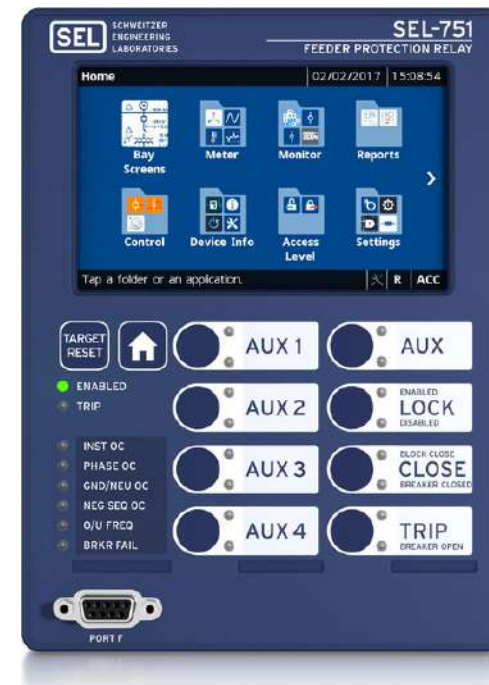 SEL
SCHWEITZER
ENGINEERING
LABORATORIES
SEL-751
FEEDER PROTECTION RELAY
Home
02/02/2017 15:08:54
Bay
Screens
Meter
Monitor
Reports
Control
Device Info
Access
Level
Settings
Tap a folder or an application.
R ACC
TARGET
RESET
ENABLED
TRIP
INST OC
PHASE OC
GND/NEU OC
NEG SEQ OC
O/U FREQ
BRKR FAIL
AUX 1
AUX
AUX 2
ENABLED
LOCK
DISABLED
AUX 3
BLOCK CLOSE
CLOSE
BREAKER CLOSED
AUX 4
TRIP
BREAKER OPEN
PORT F